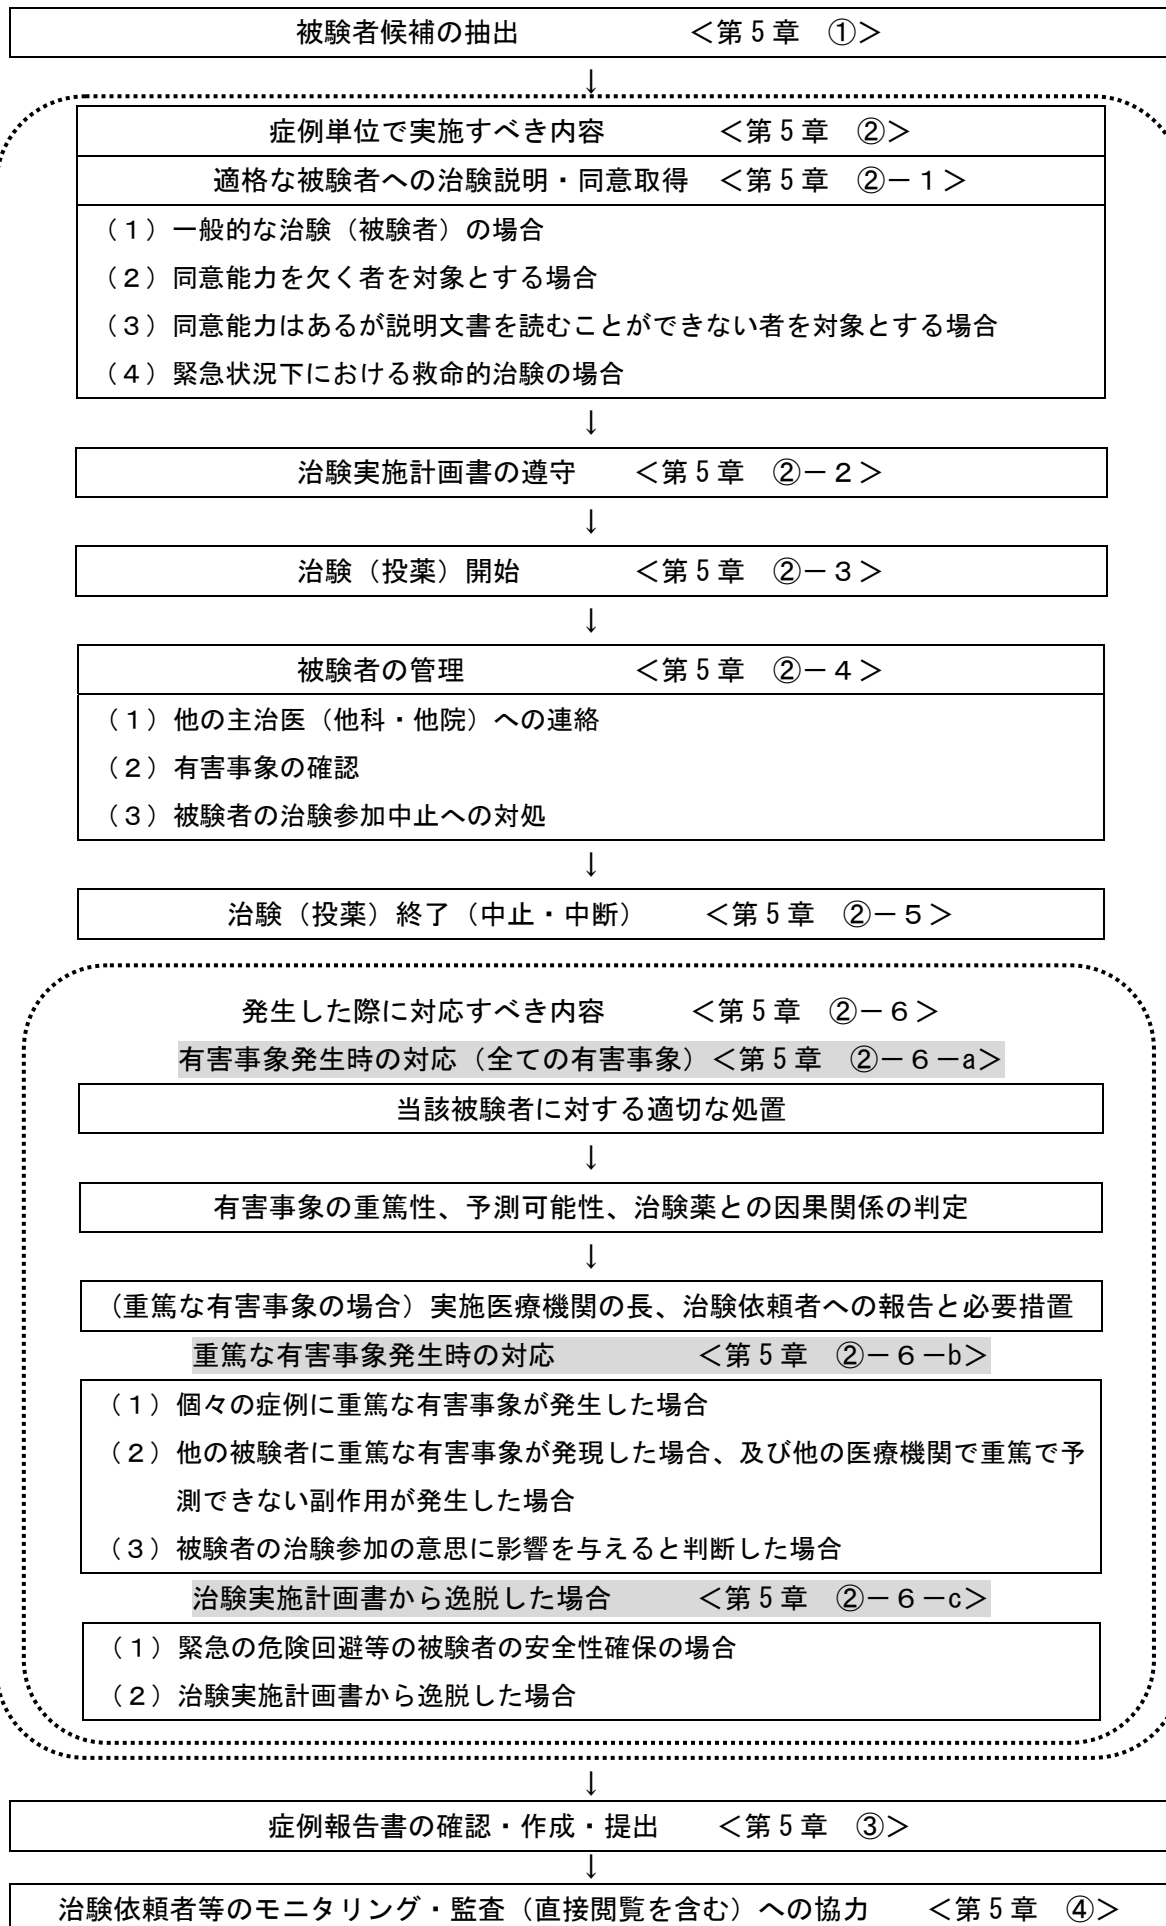 被験者候補の抽出　　　　　　＜第５章　①＞
↓
症例単位で実施すべき内容　　　　＜第５章　②＞
適格な被験者への治験説明・同意取得　＜第５章　②－１＞
（１）一般的な治験（被験者）の場合
（２）同意能力を欠く者を対象とする場合
（３）同意能力はあるが説明文書を読むことができない者を対象とする場合
（４）緊急状況下における救命的治験の場合
↓
治験実施計画書の遵守　　＜第５章　②－２＞
↓
治験（投薬）開始　　　　＜第５章　②－３＞
↓
被験者の管理　　　　　　＜第５章　②－４＞
（１）他の主治医（他科・他院）への連絡
（２）有害事象の確認
（３）被験者の治験参加中止への対処
↓
治験（投薬）終了（中止・中断）　　＜第５章　②－５＞
発生した際に対応すべき内容　　　＜第５章　②－６＞
有害事象発生時の対応（全ての有害事象）＜第５章　②－６－a＞
当該被験者に対する適切な処置
↓
有害事象の重篤性、予測可能性、治験薬との因果関係の判定
↓
（重篤な有害事象の場合）実施医療機関の長、治験依頼者への報告と必要措置
重篤な有害事象発生時の対応　　　　　＜第５章　②－６－b＞
（１）個々の症例に重篤な有害事象が発生した場合
（２）他の被験者に重篤な有害事象が発現した場合、及び他の医療機関で重篤で予
測できない副作用が発生した場合
（３）被験者の治験参加の意思に影響を与えると判断した場合
治験実施計画書から逸脱した場合　　　＜第５章　②－６－c＞
（１）緊急の危険回避等の被験者の安全性確保の場合
（２）治験実施計画書から逸脱した場合
↓
症例報告書の確認・作成・提出　　＜第５章　③＞
↓
治験依頼者等のモニタリング・監査（直接閲覧を含む）への協力　　＜第５章　④＞